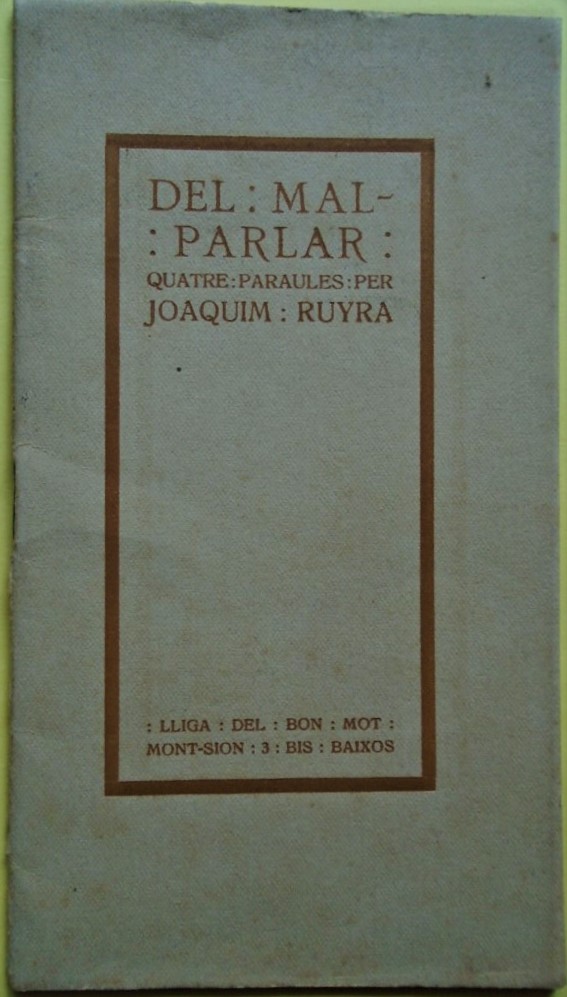 DEL : MAL-
: PARLAR :
QUATRE : PARAULES : PER
JOAQUIM : RUYRA
: LLIGA : DEL : BON : MOT :
MONT-SION : 3 : BIS : BAIXOS